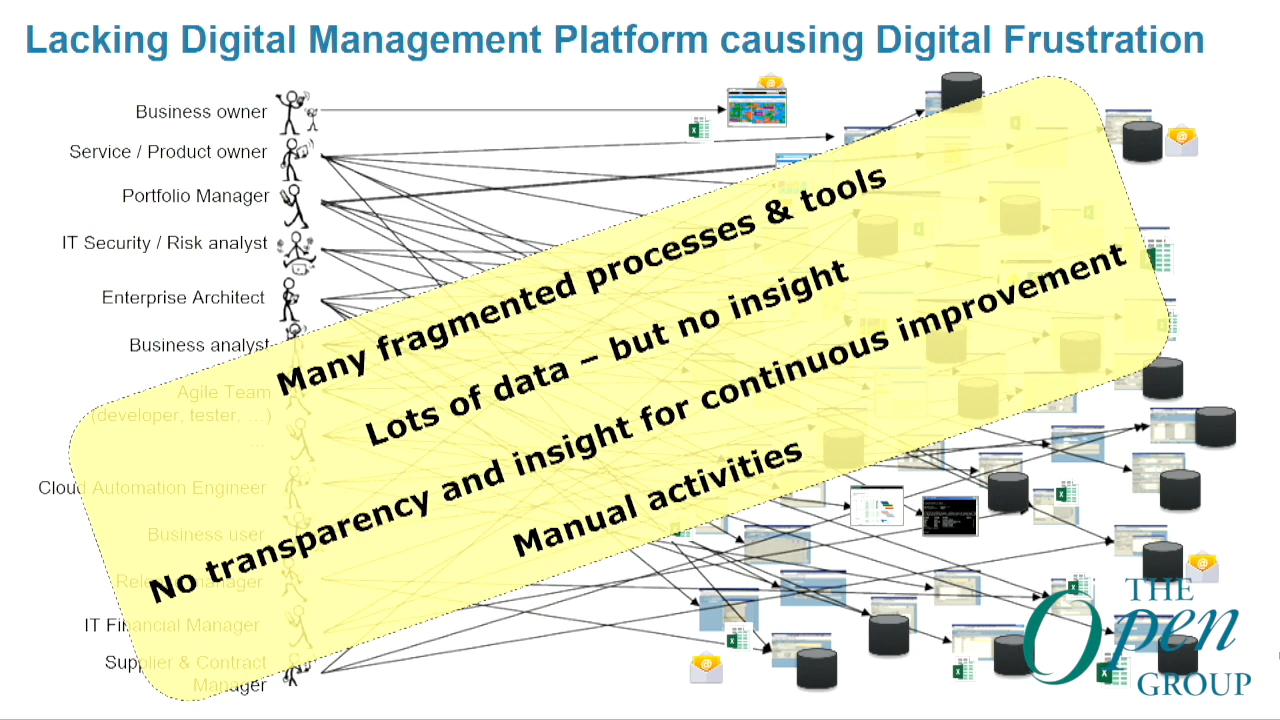 Lacking Digital Management Platform causing Digital Frustration
Business owner
Service / Product owner
Portfolio Manager
IT Security / Risk analyst
Enterprise Architect
Business analyst
Agile Team
(developer, tester, …)
...
Cloud Automation Engineer
Business user
Release manager
IT Financial Manager
Supplier & Contract
Manager
Many fragmented processes & tools
Lots of data – but no insight
No transparency and insight for continuous improvement
Manual activities
THE
Open
GROUP